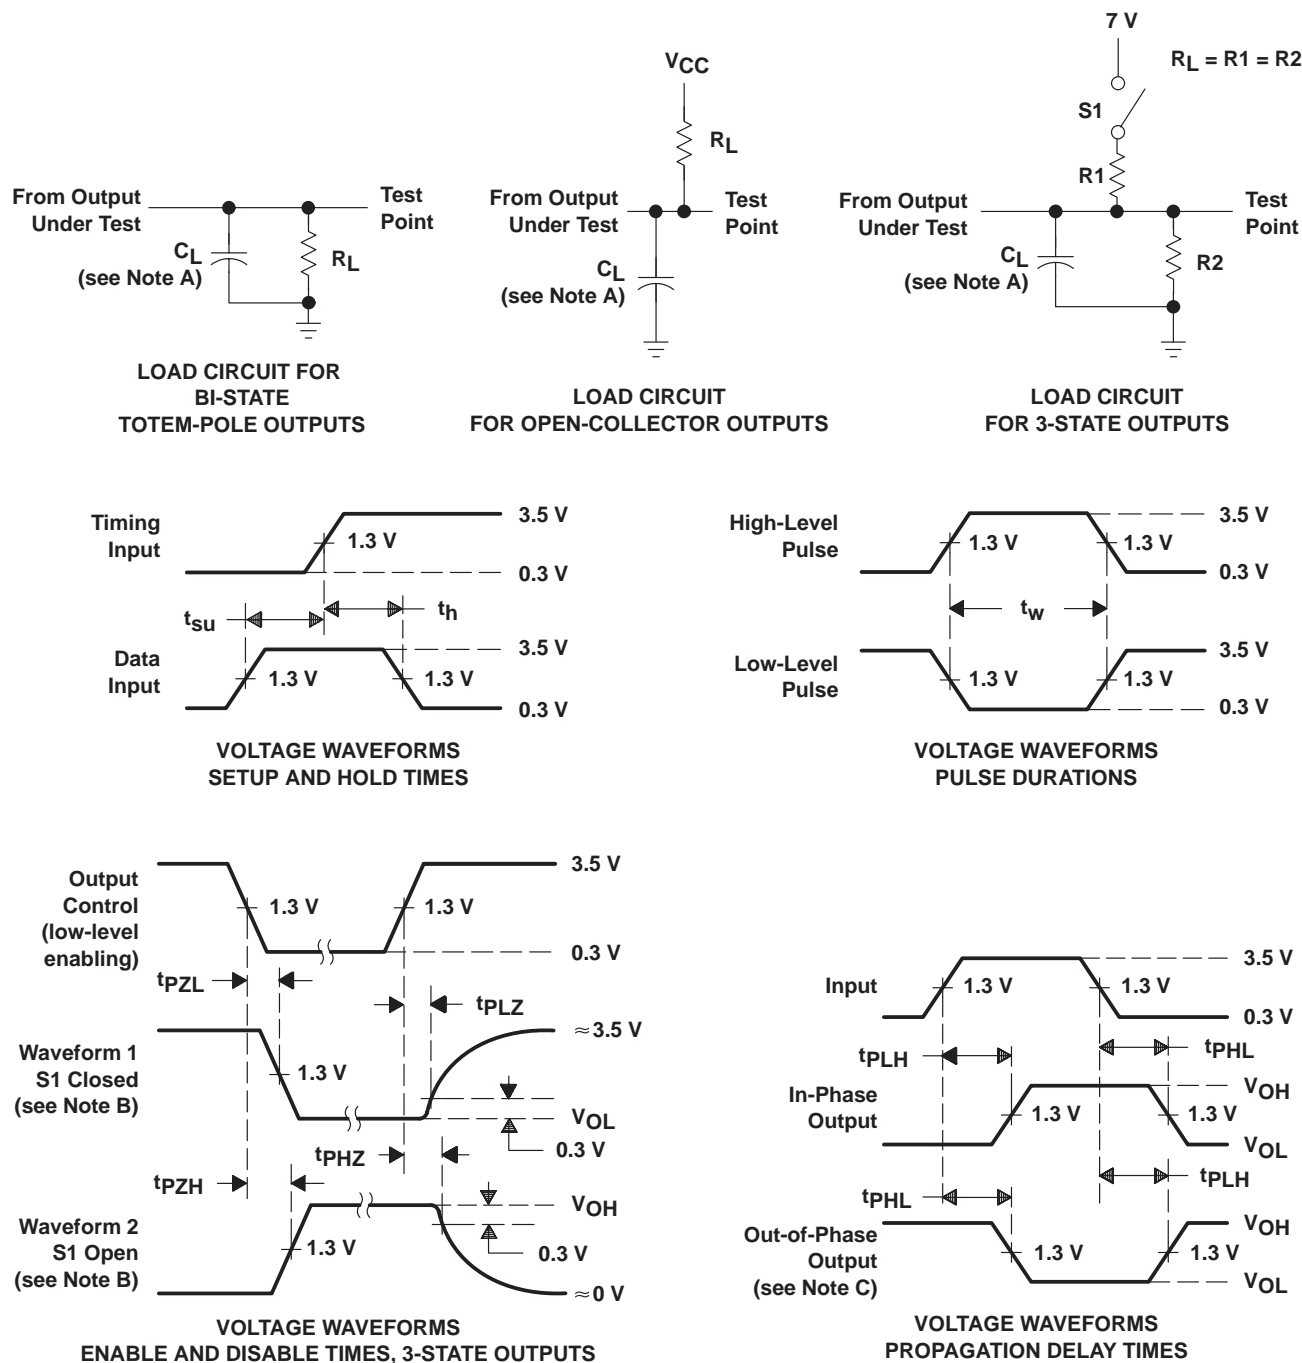 7 V
RL = R1 = R2
VCC
S1
RL
R1
From Output
Under Test
Test
Point
From Output
Under Test
Test
Point
From Output
Under Test
Test
Point
CL
(see Note A)
RL
CL
(see Note A)
CL
(see Note A)
R2
LOAD CIRCUIT FOR
BI-STATE
TOTEM-POLE OUTPUTS
LOAD CIRCUIT
FOR OPEN-COLLECTOR OUTPUTS
LOAD CIRCUIT
FOR 3-STATE OUTPUTS
Timing
Input
1.3 V
3.5 V
0.3 V
tsu
th
Data
Input
1.3 V
1.3 V
3.5 V
0.3 V
VOLTAGE WAVEFORMS
SETUP AND HOLD TIMES
High-Level
Pulse
1.3 V
1.3 V
3.5 V
0.3 V
tw
Low-Level
Pulse
1.3 V
1.3 V
3.5 V
0.3 V
VOLTAGE WAVEFORMS
PULSE DURATIONS
Output
Control
(low-level
enabling)
1.3 V
1.3 V
3.5 V
0.3 V
tPZL
tPLZ
Waveform 1
S1 Closed
(see Note B)
1.3 V
≈3.5 V
VOL
0.3 V
tPHZ
tPZH
Waveform 2
S1 Open
(see Note B)
1.3 V
VOH
0.3 V
≈0 V
VOLTAGE WAVEFORMS
ENABLE AND DISABLE TIMES, 3-STATE OUTPUTS
Input
1.3 V
1.3 V
3.5 V
0.3 V
tPLH
tPHL
In-Phase
Output
1.3 V
1.3 V
VOH
VOL
tPHL
tPLH
Out-of-Phase
Output
(see Note C)
1.3 V
1.3 V
VOH
VOL
VOLTAGE WAVEFORMS
PROPAGATION DELAY TIMES